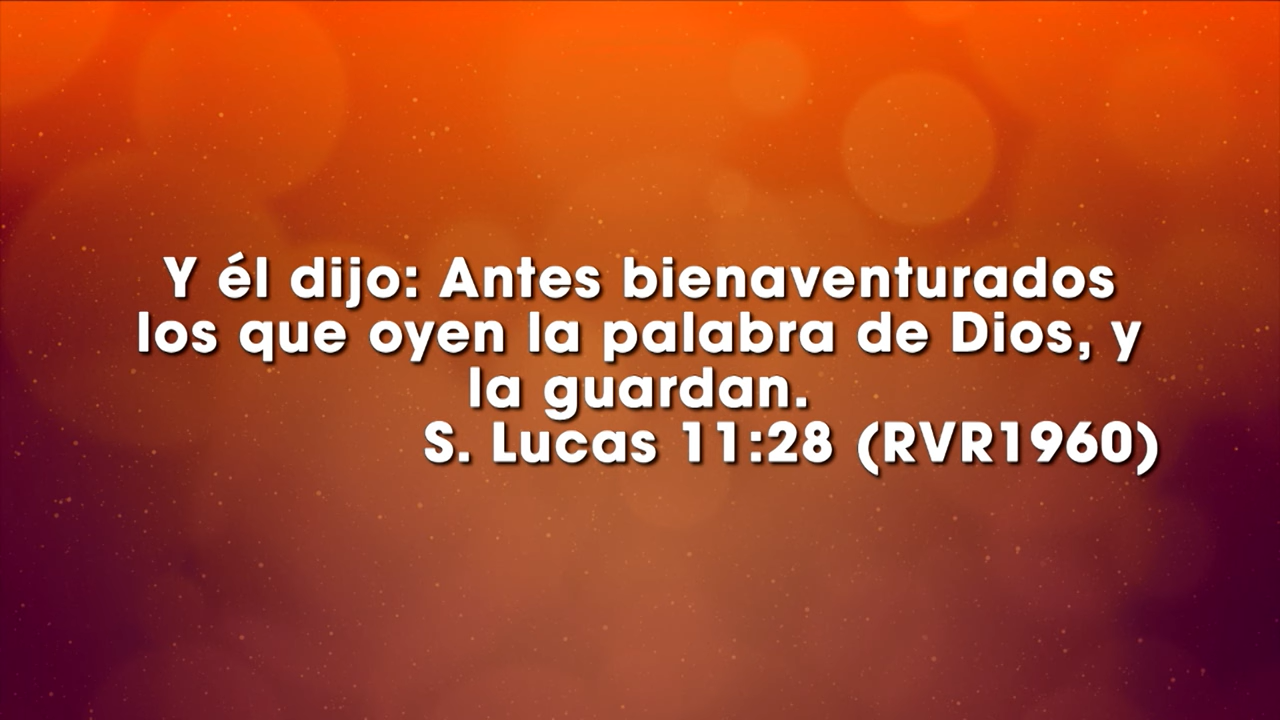 Y él dijo: Antes bienaventurados
los que oyen la palabra de Dios, y
la guardan.
S. Lucas 11:28 (RVR1960)